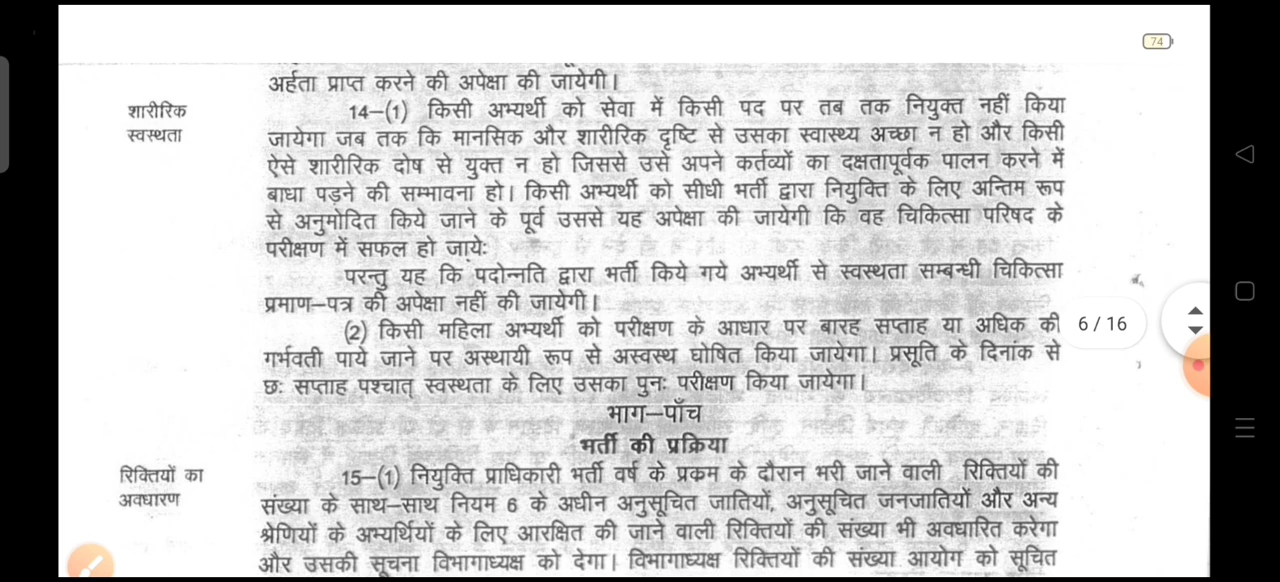 74
अर्हता प्राप्त करने की अपेक्षा की जायेगी।
शारीरिक
स्वस्थता
14–(1) किसी अभ्यर्थी को सेवा में किसी पद पर तब तक नियुक्त नहीं किया
जायेगा जब तक कि मानसिक और शारीरिक दृष्टि से उसका स्वास्थ्य अच्छा न हो और किसी
ऐसे शारीरिक दोष से युक्त न हो जिससे उसे अपने कर्तव्यों का दक्षतापूर्वक पालन करने में
बाधा पड़ने की सम्भावना हो। किसी अभ्यर्थी को सीधी भर्ती द्वारा नियुक्ति के लिए अन्तिम रूप
से अनुमोदित किये जाने के पूर्व उससे यह अपेक्षा की जायेगी कि वह चिकित्सा परिषद के
परीक्षण में सफल हो जाये:
परन्तु यह कि पदोन्नति द्वारा भर्ती किये गये अभ्यर्थी से स्वस्थता सम्बन्धी चिकित्सा
प्रमाण–पत्र की अपेक्षा नहीं की जायेगी।
(2) किसी महिला अभ्यर्थी को परीक्षण के आधार पर बारह सप्ताह या अधिक की
गर्भवती पाये जाने पर अस्थायी रूप से अस्वस्थ घोषित किया जायेगा। प्रसूति के दिनांक से
छः सप्ताह पश्चात् स्वस्थता के लिए उसका पुनः परीक्षण किया जायेगा।
6 / 16
भाग–पाँच
भर्ती की प्रक्रिया
रिक्तियों का
अवधारण
15–(1) नियुक्ति प्राधिकारी भर्ती वर्ष के प्रकम के दौरान भरी जाने वाली रिक्तियों की
संख्या के साथ–साथ नियम 6 के अधीन अनुसूचित जातियों, अनुसूचित जनजातियों और अन्य
श्रेणियों के अभ्यर्थियों के लिए आरक्षित की जाने वाली रिक्तियों की संख्या भी अवधारित करेगा
और उसकी सूचना विभागाध्यक्ष को देगा। विभागाध्यक्ष रिक्तियों की संख्या आयोग को सूचित